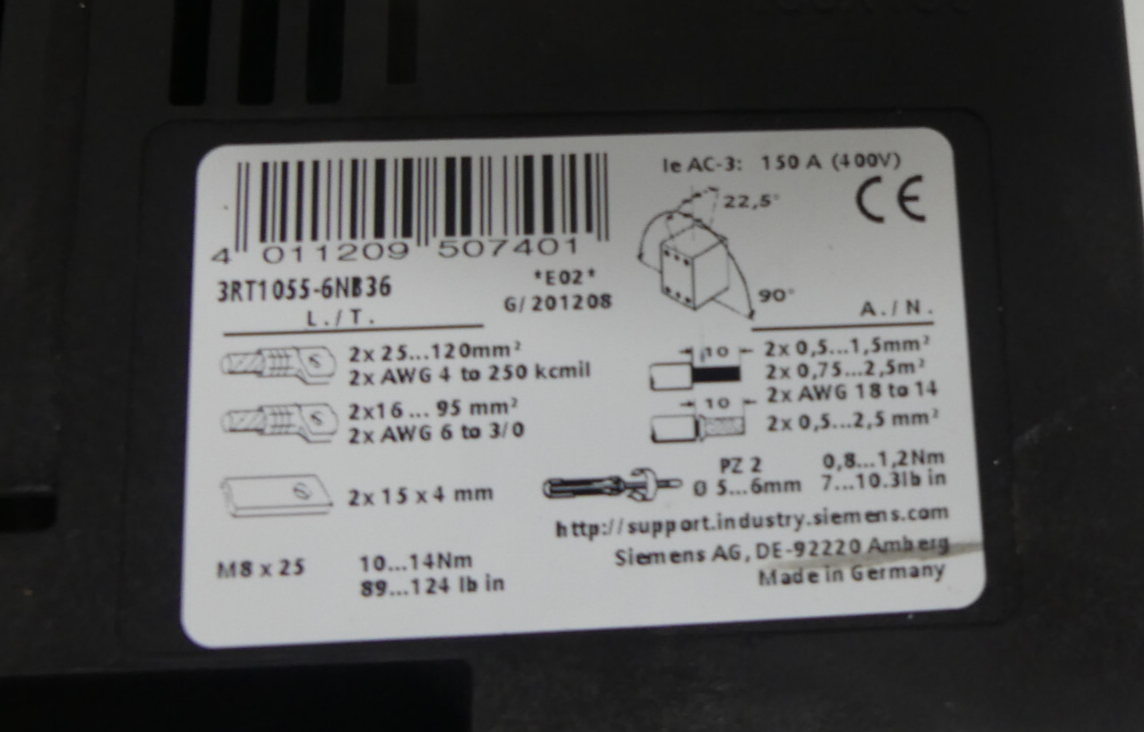 Ie AC-3: 150 A (400V)
CE
22,5°
90°
4 011209 507401
3RT1055-6NB36
*E02*
G/201208
L./T.
A./N.
2x 25...120mm²
2x AWG 4 to 250 kcmil
2x16 ... 95 mm²
2x AWG 6 to 3/0
2x 15 x 4 mm
M8 x 25
10...14Nm
89...124 lb in
10
2x 0,5...1,5mm²
2x 0,75...2,5m²
2x AWG 18 to 14
10
2x 0,5...2,5 mm²
PZ 2
0,8...1,2Nm
Ø 5...6mm
7...10.3lb in
http://support.industry.siemens.com
Siemens AG, DE-92220 Amberg
Made in Germany